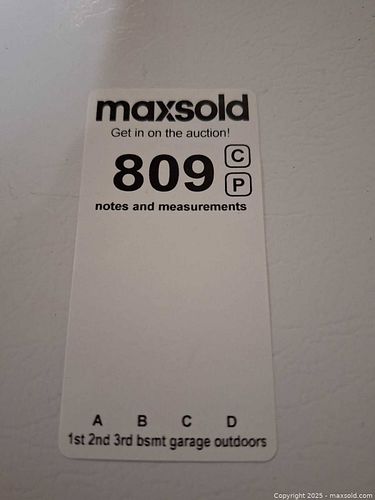 maxsold
Get in on the auction!
809 C
P
notes and measurements
A B C D
1st 2nd 3rd bsmt garage outdoors
Copyright 2025 - maxsold.com